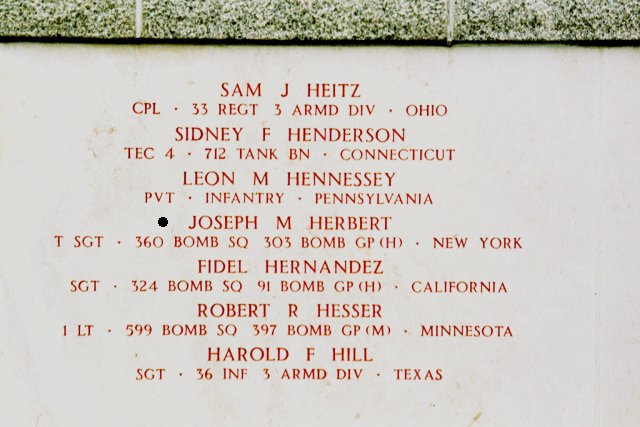 SAM J HEITZ
CPL · 33 REGT 3 ARMD DIV · OHIO
SIDNEY F HENDERSON
TEC 4 · 712 TANK BN · CONNECTICUT
LEON M HENNESSEY
PVT · INFANTRY · PENNSYLVANIA
● JOSEPH M HERBERT
T SGT · 360 BOMB SQ 303 BOMB GP (H) · NEW YORK
FIDEL HERNANDEZ
SGT · 324 BOMB SQ 91 BOMB GP (H) · CALIFORNIA
ROBERT R HESSER
1 LT · 599 BOMB SQ 397 BOMB GP (M) · MINNESOTA
HAROLD F HILL
SGT · 36 INF 3 ARMD DIV · TEXAS